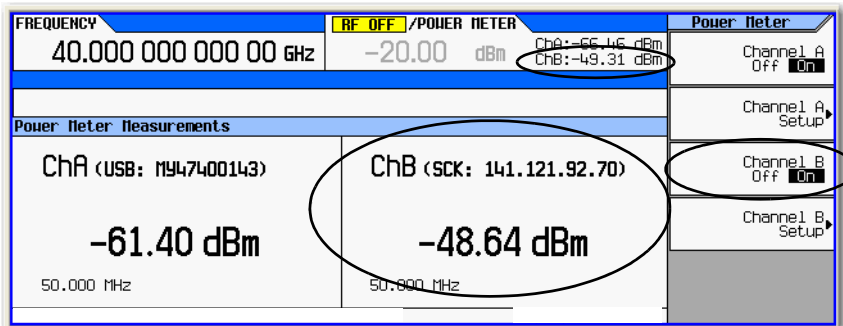 FREQUENCY
40.000 000 000 00 GHz
RF OFF /POWER METER
-20.00 dBm
ChA:-66.46 dBm
ChB:-49.31 dBm
Power Meter Measurements
ChA (USB: MY47400143)
-61.40 dBm
50.000 MHz
ChB (SCK: 141.121.92.70)
-48.64 dBm
50.000 MHz
Power Meter
Channel A
Off On
Channel A
Setup
Channel B
Off On
Channel B
Setup